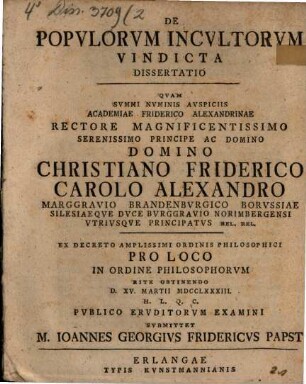 4° Diss. 3709/2
DE
POPVLORVM INCVLTORVM
VINDICTA
DISSERTATIO
QVAM
SVMMI NVMINIS AVSPICIIS
ACADEMIAE FRIDERICO ALEXANDRINAE
RECTORE MAGNIFICENTISSIMO
SERENISSIMO PRINCIPE AC DOMINO
DOMINO
CHRISTIANO FRIDERICO
CAROLO ALEXANDRO
MARGGRAVIO BRANDENBVRGICO BORVSSIAE
SILESIAEQVE DVCE BVRGGRAVIO NORIMBERGENSI
VTRIVSQVE PRINCIPATVS REL. REL.
EX DECRETO AMPLISSIMI ORDINIS PHILOSOPHICI
PRO LOCO
IN ORDINE PHILOSOPHORVM
RITE OBTINENDO
D. XV. MARTII MDCCLXXXIII.
H. L. Q. C.
PVBLICO ERVDITORVM EXAMINI
SVBMITTET
M. IOANNES GEORGIVS FRIDERICVS PAPST
ERLANGAE
TYPIS KVNSTMANNIANIS